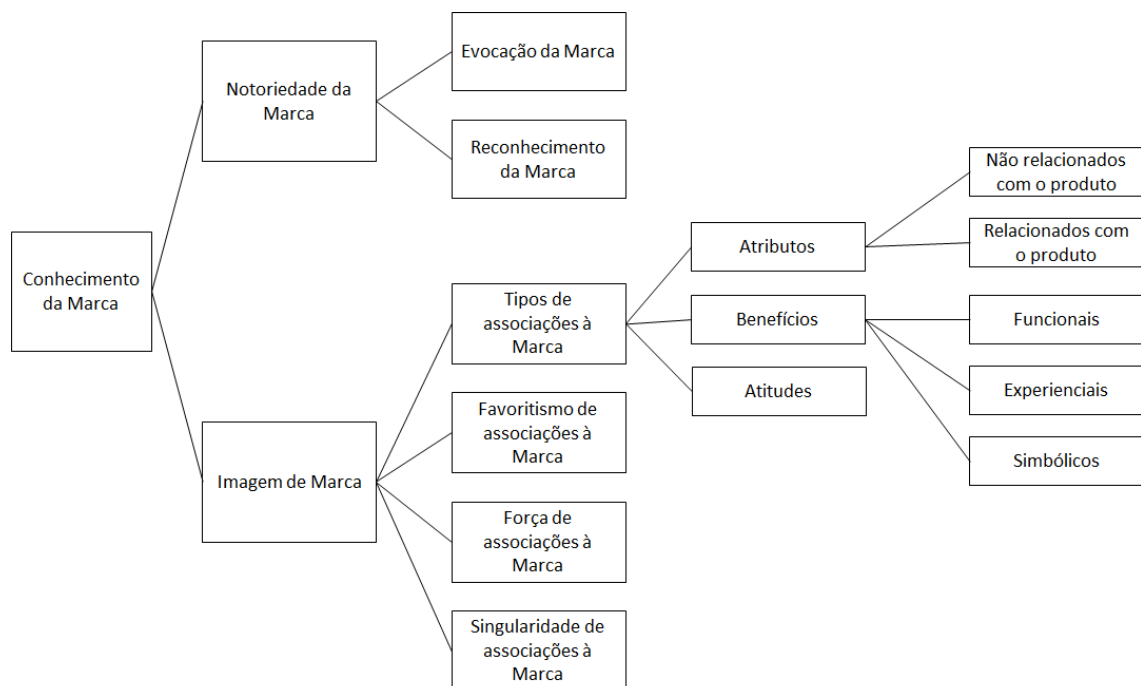 Evocação da Marca
Notoriedade da
Marca
Reconhecimento
da Marca
Não relacionados
com o produto
Atributos
Relacionados com
o produto
Conhecimento
da Marca
Tipos de
associações à
Marca
Benefícios
Funcionais
Atitudes
Experienciais
Favoritismo de
associações à
Marca
Simbólicos
Imagem de Marca
Força de
associações à
Marca
Singularidade de
associações à
Marca